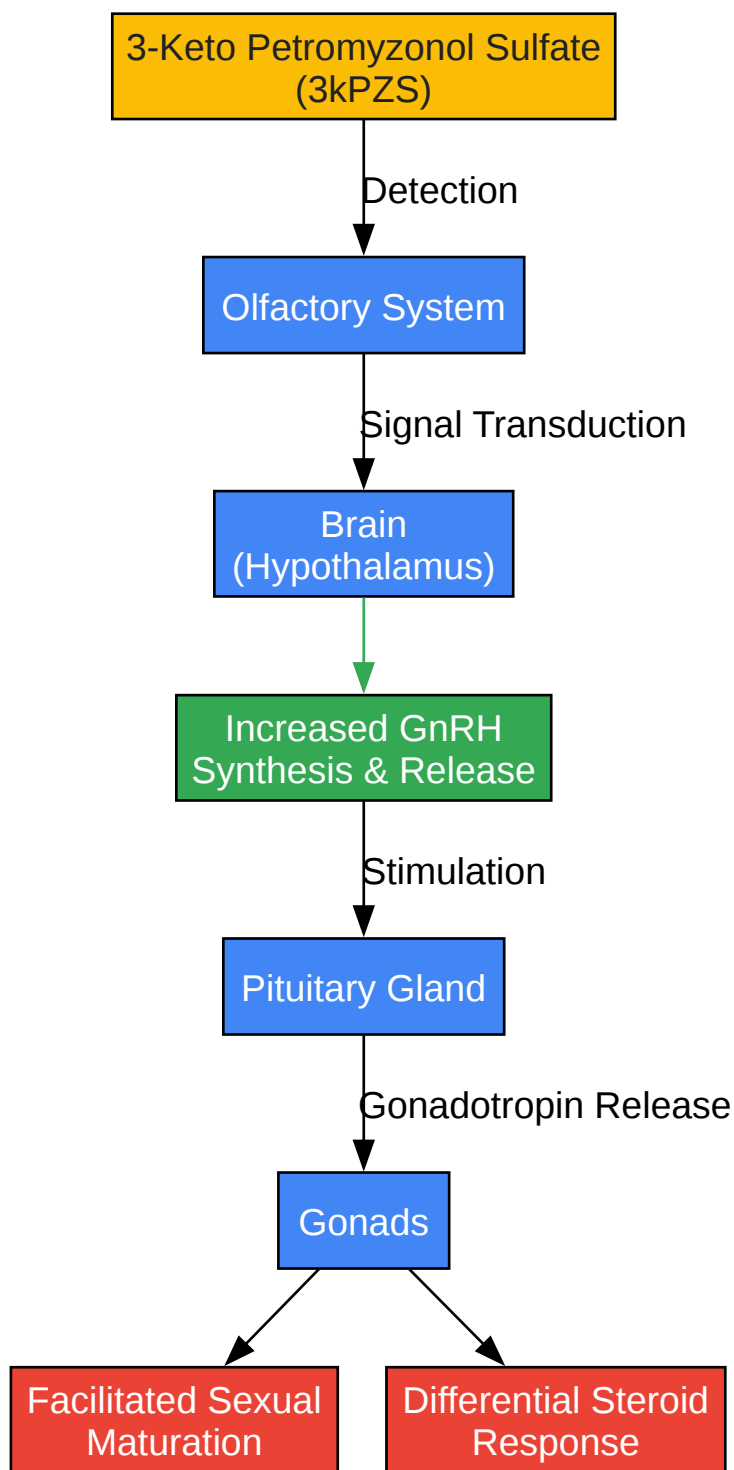 3-Keto Petromyzonol Sulfate
(3kPZS)
Detection
Olfactory System
Signal Transduction
Brain
(Hypothalamus)
Increased GnRH
Synthesis & Release
Stimulation
Pituitary Gland
Gonadotropin Release
Gonads
Facilitated Sexual
Maturation
Differential Steroid
Response